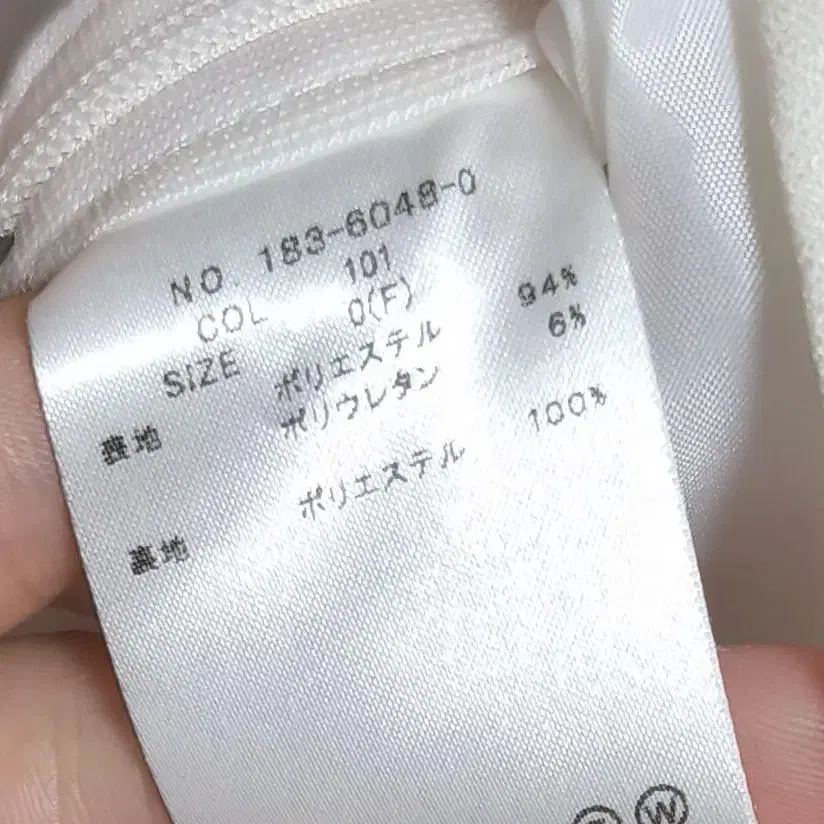 NO. 183-6048-0
COL 101
SIZE 0(F)
表地 ポリエステル 94%
ポリウレタン 6%
裏地 ポリエステル 100%
W